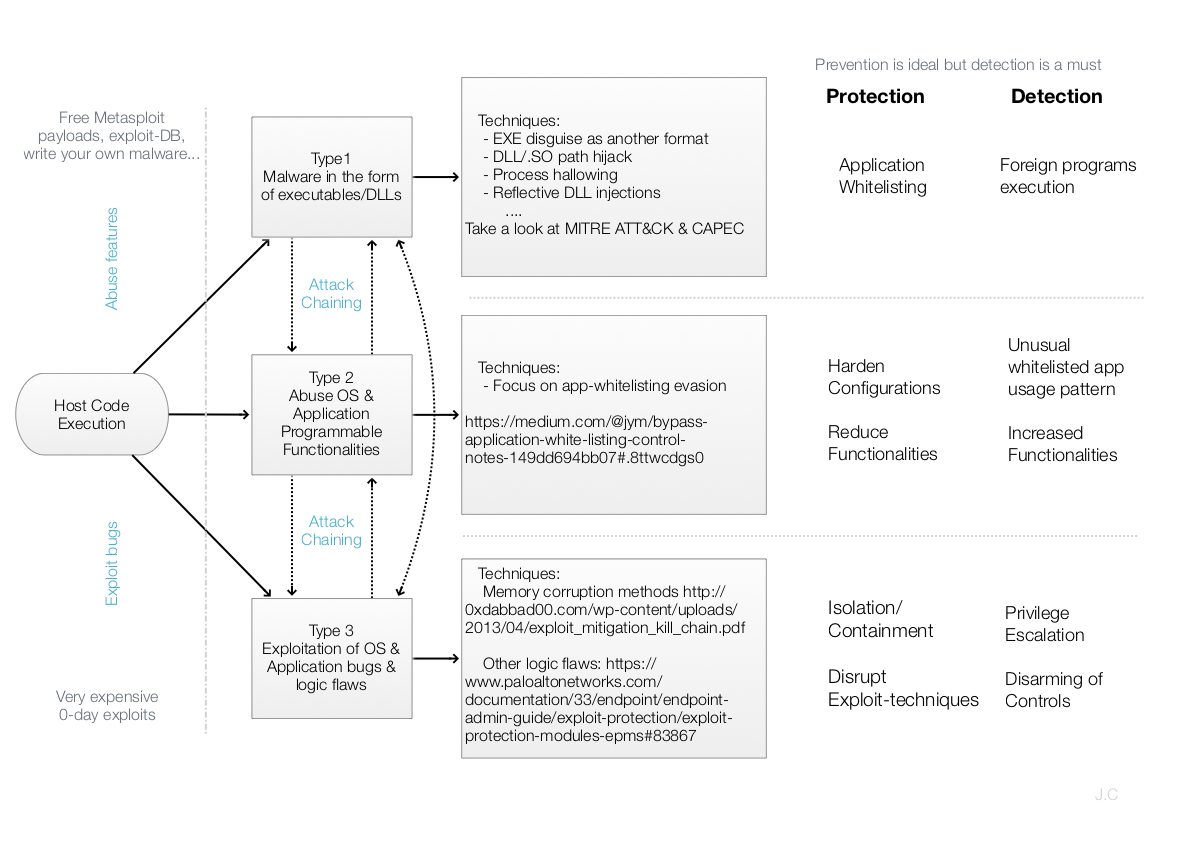 Prevention is ideal but detection is a must
Protection
Detection
Free Metasploit
payloads, exploit-DB,
write your own malware...
Abuse features
Exploit bugs
Very expensive
0-day exploits
Host Code
Execution
Type1
Malware in the form
of executables/DLLs
Attack
Chaining
Type 2
Abuse OS &
Application
Programmable
Functionalities
Attack
Chaining
Type 3
Exploitation of OS &
Application bugs &
logic flaws
Techniques:
- EXE disguise as another format
- DLL/.SO path hijack
- Process hallowing
- Reflective DLL injections
....
Take a look at MITRE ATT&CK & CAPEC
Application
Whitelisting
Foreign programs
execution
Techniques:
- Focus on app-whitelisting evasion
https://medium.com/@jym/bypass-
application-white-listing-control-
notes-149dd694bb07#.8ttwcdgs0
Harden
Configurations
Reduce
Functionalities
Unusual
whitelisted app
usage pattern
Increased
Functionalities
Techniques:
Memory corruption methods http://
0xdabbad00.com/wp-content/uploads/
2013/04/exploit_mitigation_kill_chain.pdf
Other logic flaws: https://
www.paloaltonetworks.com/
documentation/33/endpoint/endpoint-
admin-guide/exploit-protection/exploit-
protection-modules-epms#83867
Isolation/
Containment
Disrupt
Exploit-techniques
Privilege
Escalation
Disarming of
Controls
J.C